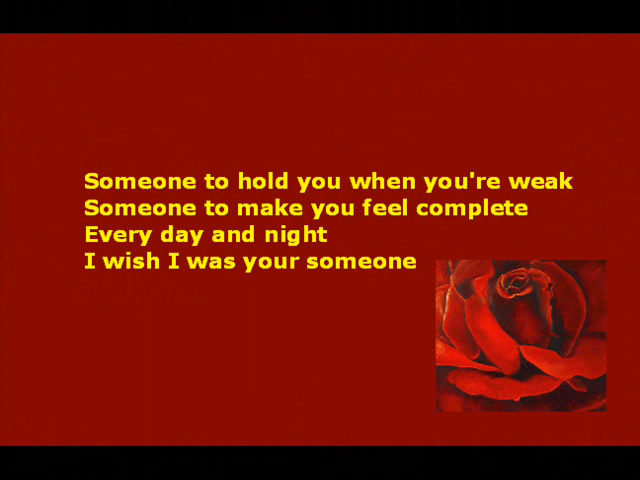 Someone to hold you when you're weak
Someone to make you feel complete
Every day and night
I wish I was your someone